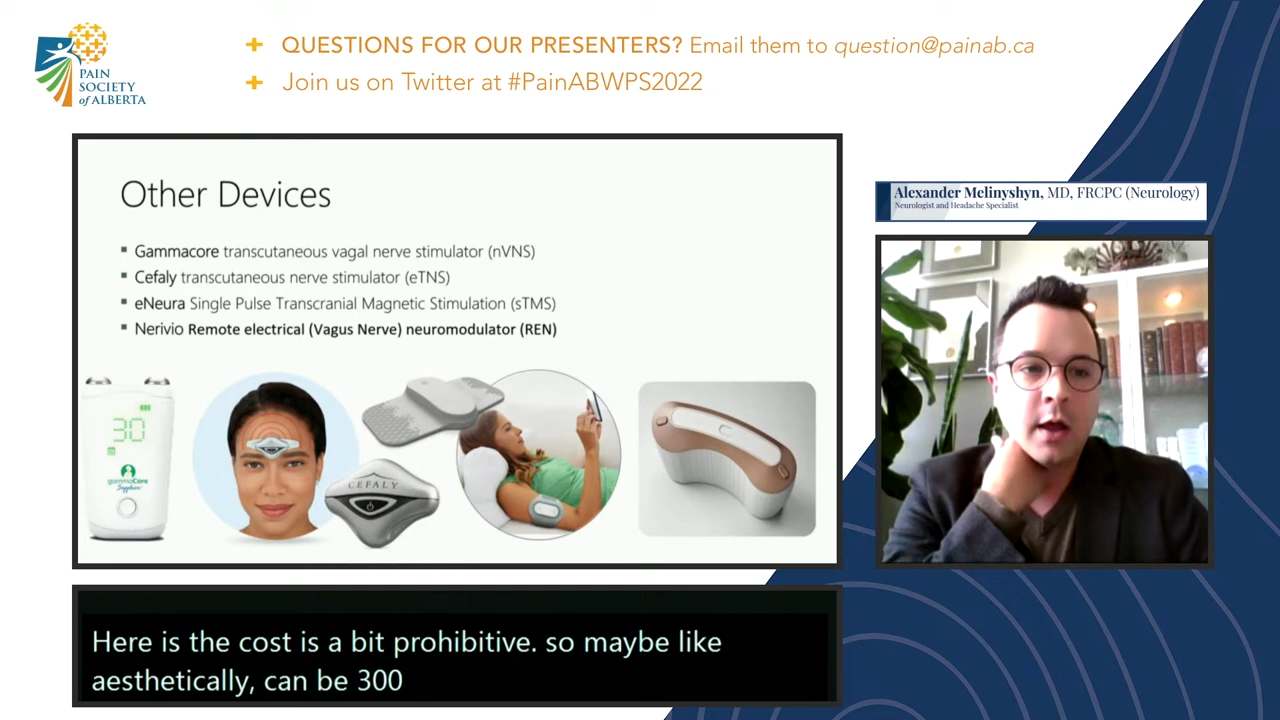 PAIN
SOCIETY
of ALBERTA
+ QUESTIONS FOR OUR PRESENTERS? Email them to question@painab.ca
+ Join us on Twitter at #PainABWPS2022
Other Devices
▪ Gammacore transcutaneous vagal nerve stimulator (nVNS)
▪ Cefaly transcutaneous nerve stimulator (eTNS)
▪ eNeura Single Pulse Transcranial Magnetic Stimulation (sTMS)
▪ Nerivio Remote electrical (Vagus Nerve) neuromodulator (REN)
30
gammaCore
Sapphire
CEFALY
Alexander Melinyshyn, MD, FRCPC (Neurology)
Neurologist and Headache Specialist
Here is the cost is a bit prohibitive. so maybe like
aesthetically, can be 300